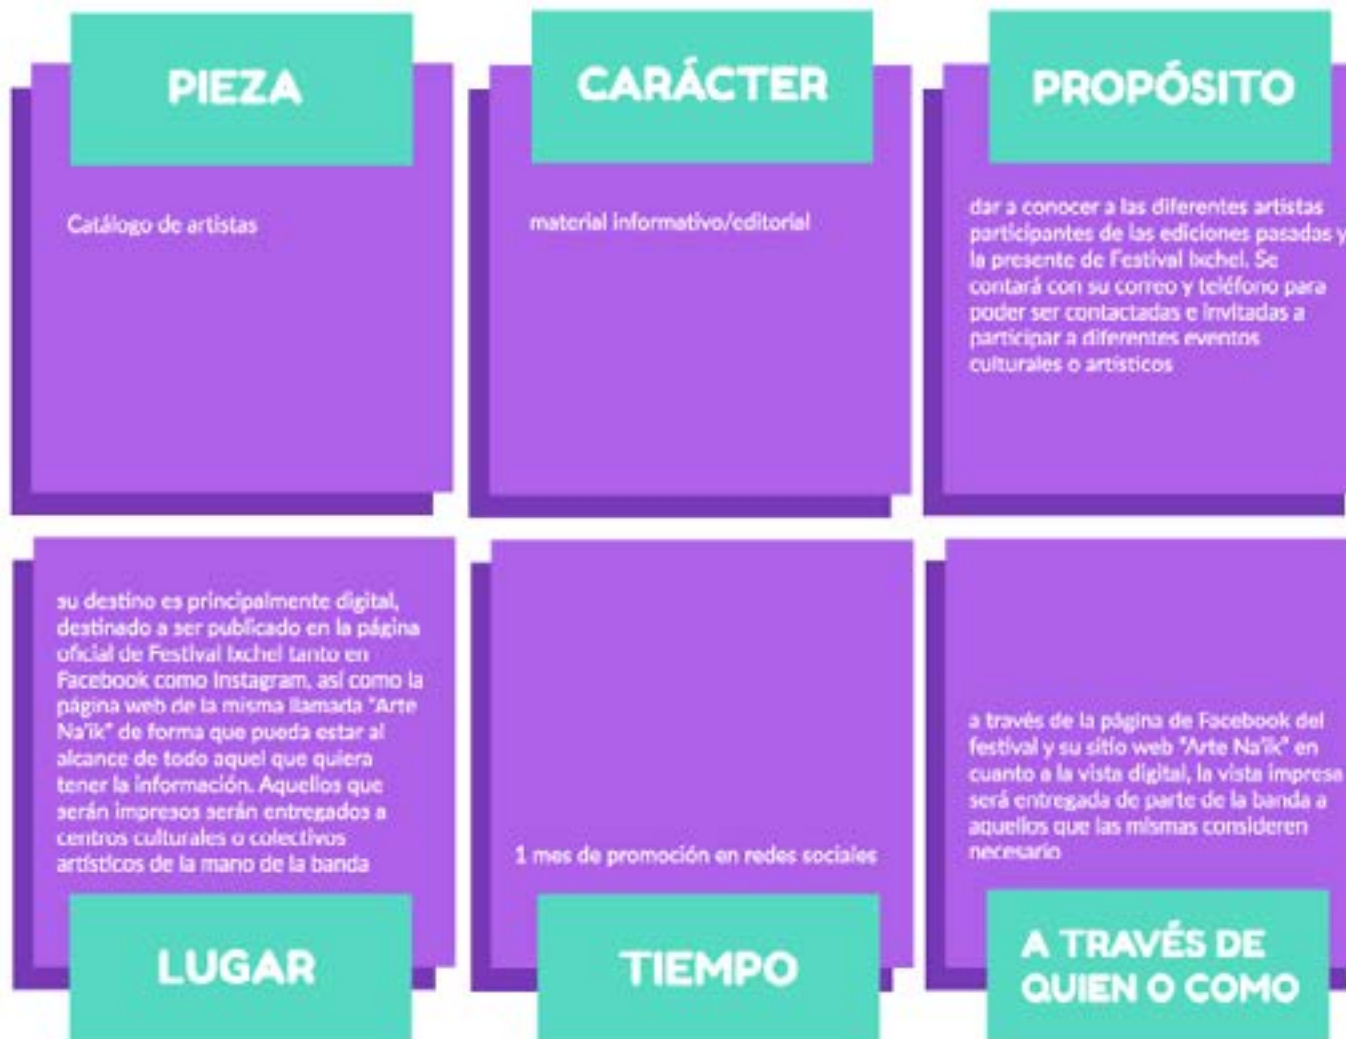 PIEZA
Catálogo de artistas
CARÁCTER
material informativo/editorial
PROPÓSITO
dar a conocer a las diferentes artistas
participantes de las ediciones pasadas y
la presente de Festival Ixchel. Se
contará con su correo y teléfono para
poder ser contactadas e invitadas a
participar a diferentes eventos
culturales o artísticos
su destino es principalmente digital,
destinado a ser publicado en la página
oficial de Festival Ixchel tanto en
Facebook como Instagram, así como la
página web de la misma llamada "Arte
Na'ik" de forma que pueda estar al
alcance de todo aquel que quiera
tener la información. Aquellos que
serán impresos serán entregados a
centros culturales o colectivos
artísticos de la mano de la banda
LUGAR
1 mes de promoción en redes sociales
TIEMPO
a través de la página de Facebook del
festival y su sitio web "Arte Na'ik" en
cuanto a la vista digital, la vista impresa
será entregada de parte de la banda a
aquellos que las mismas consideren
necesario
A TRAVÉS DE
QUIEN O COMO